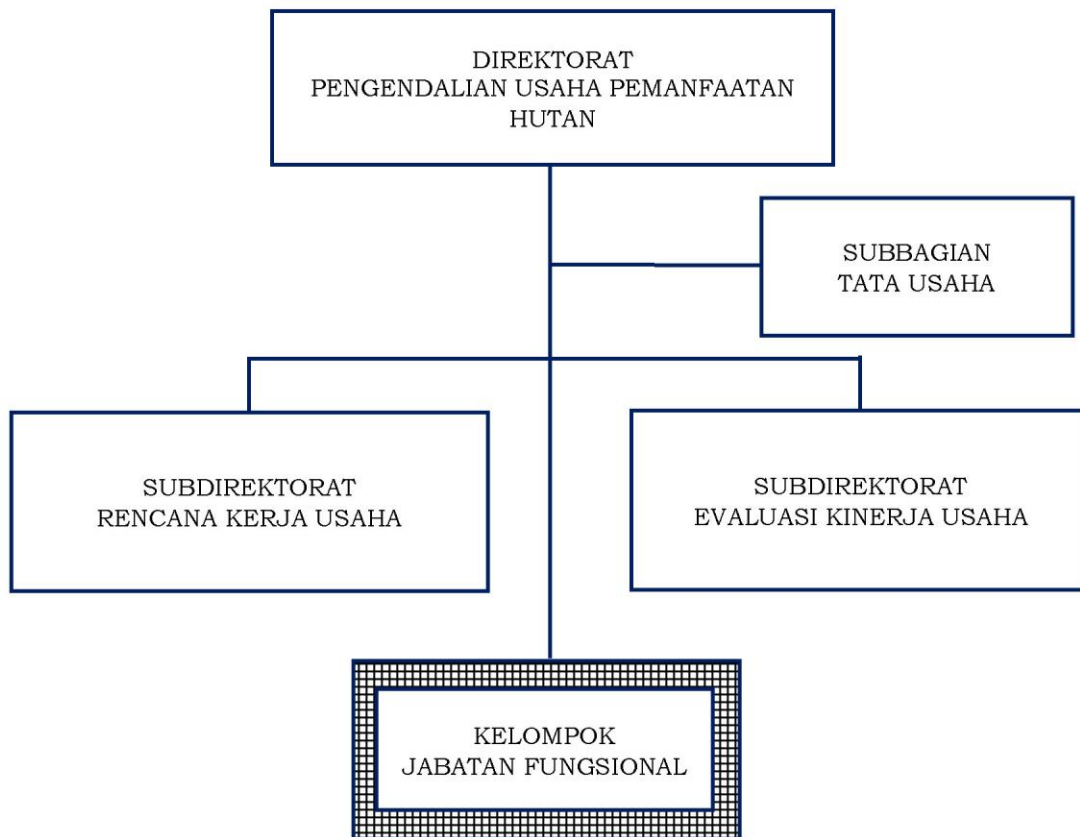 DIREKTORAT
PENGENDALIAN USAHA PEMANFAATAN
HUTAN
SUBBAGIAN
TATA USAHA
SUBDIREKTORAT
RENCANA KERJA USAHA
SUBDIREKTORAT
EVALUASI KINERJA USAHA
KELOMPOK
JABATAN FUNGSIONAL